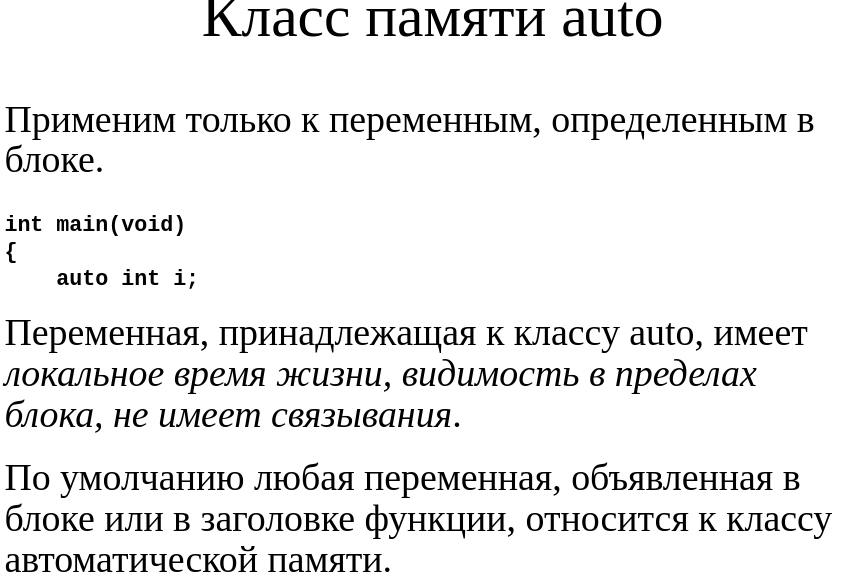 Класс памяти auto
Применим только к переменным, определенным в
блоке.
int main(void)
{
    auto int i;
Переменная, принадлежащая к классу auto, имеет
локальное время жизни, видимость в пределах
блока, не имеет связывания.
По умолчанию любая переменная, объявленная в
блоке или в заголовке функции, относится к классу
автоматической памяти.